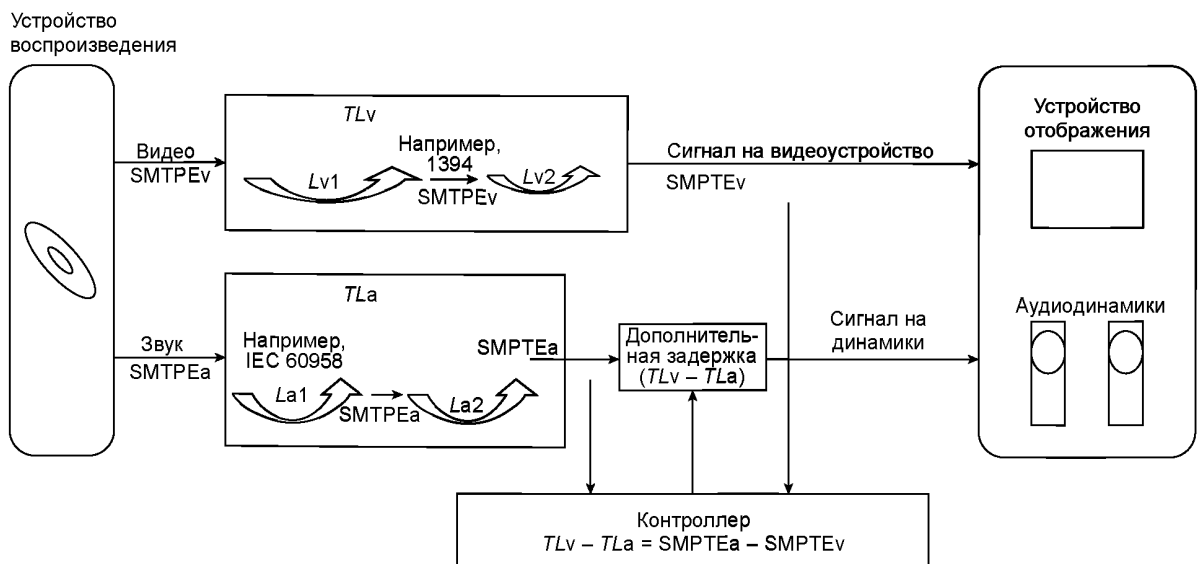 Устройство
воспроизведения
TLv
Видео
SMTPEv
Lv1
Например,
1394
SMTPEv
Lv2
Сигнал на видеоустройство
SMPTEv
Устройство
отображения
TLa
Звук
SMTPEa
Например,
IEC 60958
La1
SMTPEa
La2
SMPTEa
Дополнитель-
ная задержка
(TLv – TLa)
Сигнал на
динамики
Аудиодинамики
Контроллер
TLv – TLa = SMPTEa – SMPTEv